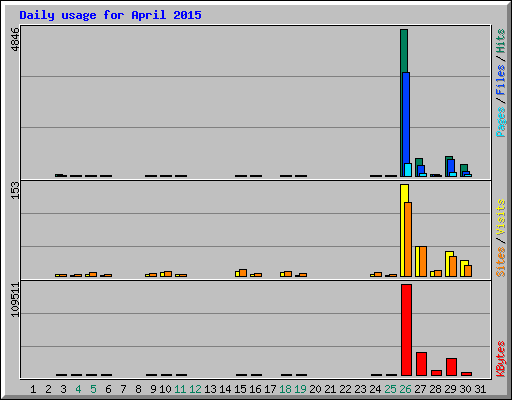 Daily usage for April 2015
4846
153
109511
Pages/Files/Hits
Sites/Visits
KBytes
1 2 3 4 5 6 7 8 9 10 11 12 13 14 15 16 17 18 19 20 21 22 23 24 25 26 27 28 29 30 31